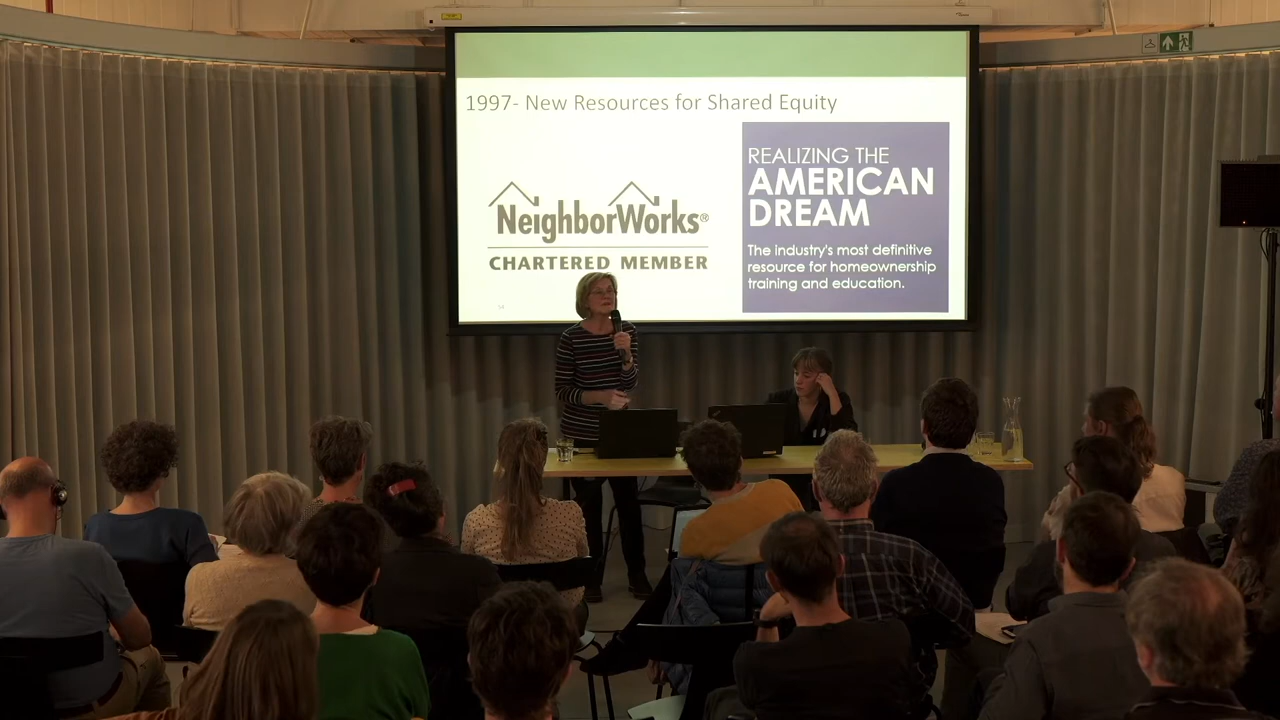 1997- New Resources for Shared Equity
NeighborWorks®
CHARTERED MEMBER
REALIZING THE
AMERICAN
DREAM
The industry's most definitive
resource for homeownership
training and education.